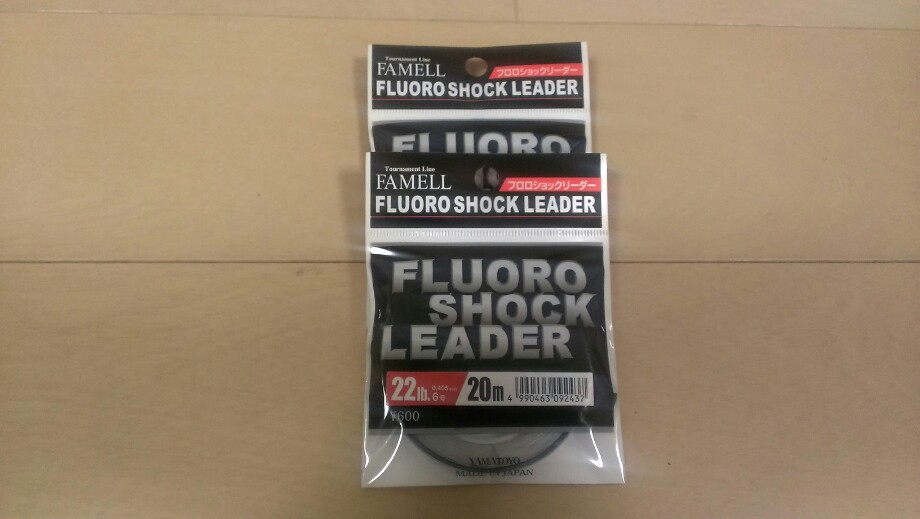 Tournament Line
FAMELL
フロロショックリーダー
FLUORO SHOCK LEADER
FLUORO
Tournament Line
FAMELL
フロロショックリーダー
FLUORO SHOCK LEADER
FLUORO
SHOCK
LEADER
22lb. 6号 20m
4 990463 092437
¥600
YAMATOYO
MADE IN JAPAN